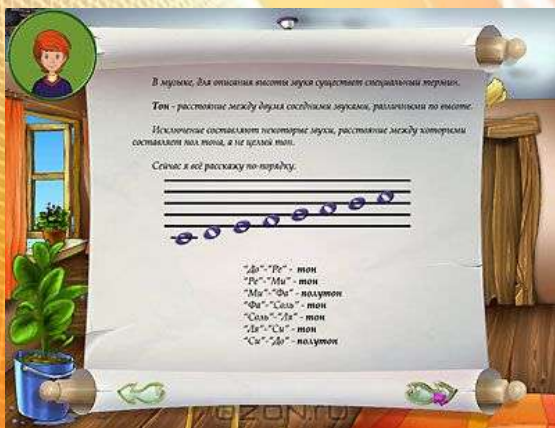 В музыке, для описания высоты звука существует специальный термин.
Тон - расстояние между двумя соседними звуками, различными по высоте.
Исключение составляют некоторые звуки, расстояние между которыми
составляет пол тона, а не целый тон.
Сейчас я всё расскажу по-порядку.
"До"-"Ре" - тон
"Ре"-"Ми" - тон
"Ми"-"Фа" - полутон
"Фа"-"Соль" - тон
"Соль"-"Ля" - тон
"Ля"-"Си" - тон
"Си"-"До" - полутон
OZON.RU